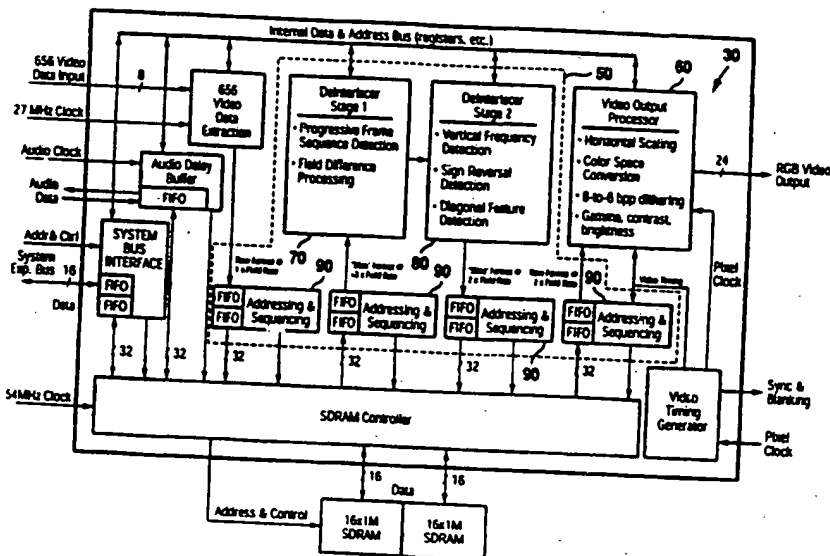 Internal Data & Address Bus (registers, etc.)
50
60
30
656 Video
Data Input
8
27 MHz Clock
656
Video
Data
Extraction
Deinterlacer
Stage 1
• Progressive Frame
Sequence Detection
• Field Difference
Processing
70
Deinterlacer
Stage 2
• Vertical Frequency
Detection
• Sign Reversal
Detection
• Diagonal Feature
Detection
80
Video Output
Processor
• Horizontal Scaling
• Color Space
Conversion
• 8-to-6 bpp dithering
• Gamma, contrast,
brightness
24
RGB Video
Output
Audio Clock
Audio
Data
Audio Delay
Buffer
FIFO
Addr & Ctrl
System
Exp. Bus
16
Data
SYSTEM
BUS
INTERFACE
FIFO
FIFO
90
90
90
90
FIFO
FIFO
Addressing &
Sequencing
FIFO
FIFO
Addressing &
Sequencing
FIFO
FIFO
Addressing &
Sequencing
FIFO
FIFO
Addressing &
Sequencing
Video Timing
Pixel
Clock
32
32
32
32
32
32
54MHz Clock
SDRAM Controller
Video
Timing
Generator
Sync &
Blanking
Pixel
Clock
16
16
Data
Address & Control
16x1M
SDRAM
16x1M
SDRAM